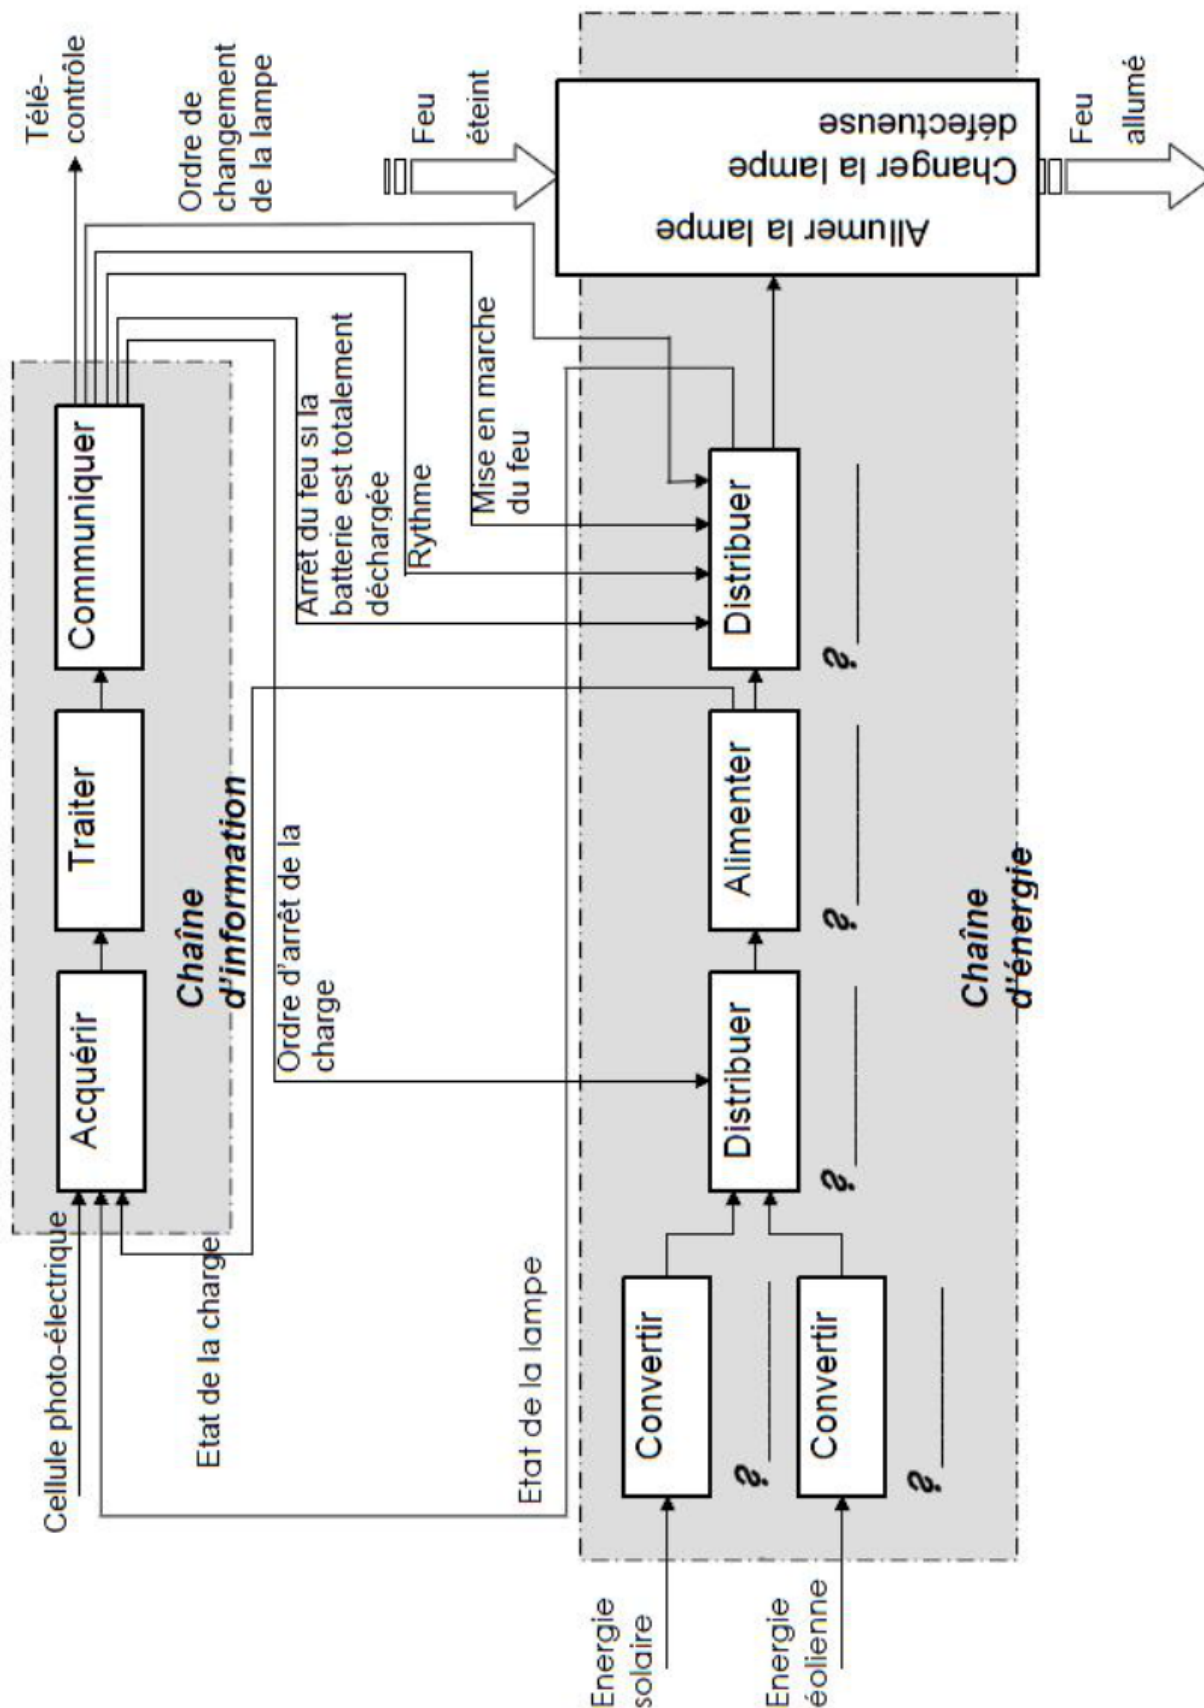 Télé-
contrôle
Ordre de
changement
de la lampe
Feu
éteint
Cellule photo-électrique
Acquérir
Traiter
Communiquer
Chaîne
d'information
Etat de la charge
Ordre d'arrêt de la
charge
Arrêt du feu si la
batterie est totalement
déchargée
Rythme
Mise en marche
du feu
Etat de la lampe
Energie
solaire
Convertir
?
Energie
éolienne
Convertir
?
Distribuer
?
Alimenter
?
Distribuer
?
Allumer la lampe
Changer la lampe
défectueuse
Chaîne
d'énergie
Feu
allumé